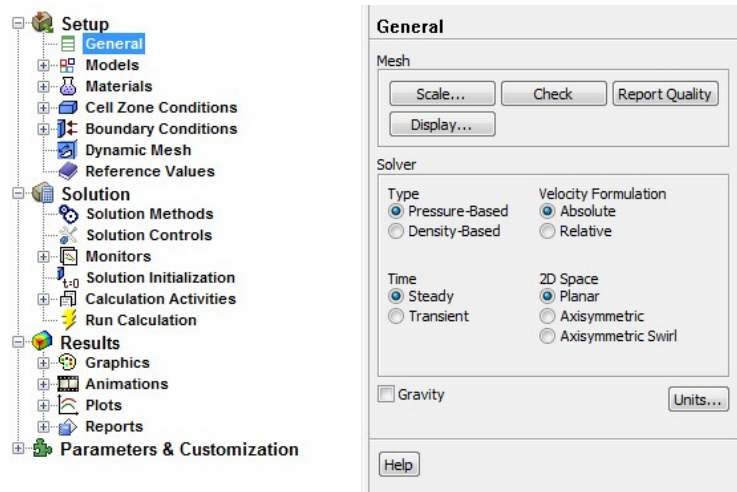 Setup
General
Models
Materials
Cell Zone Conditions
Boundary Conditions
Dynamic Mesh
Reference Values
Solution
Solution Methods
Solution Controls
Monitors
t=0 Solution Initialization
Calculation Activities
Run Calculation
Results
Graphics
Animations
Plots
Reports
Parameters & Customization
General
Mesh
Scale... Check Report Quality
Display...
Solver
Type Velocity Formulation
Pressure-Based Absolute
Density-Based Relative
Time 2D Space
Steady Planar
Transient Axisymmetric
Axisymmetric Swirl
Gravity Units...
Help